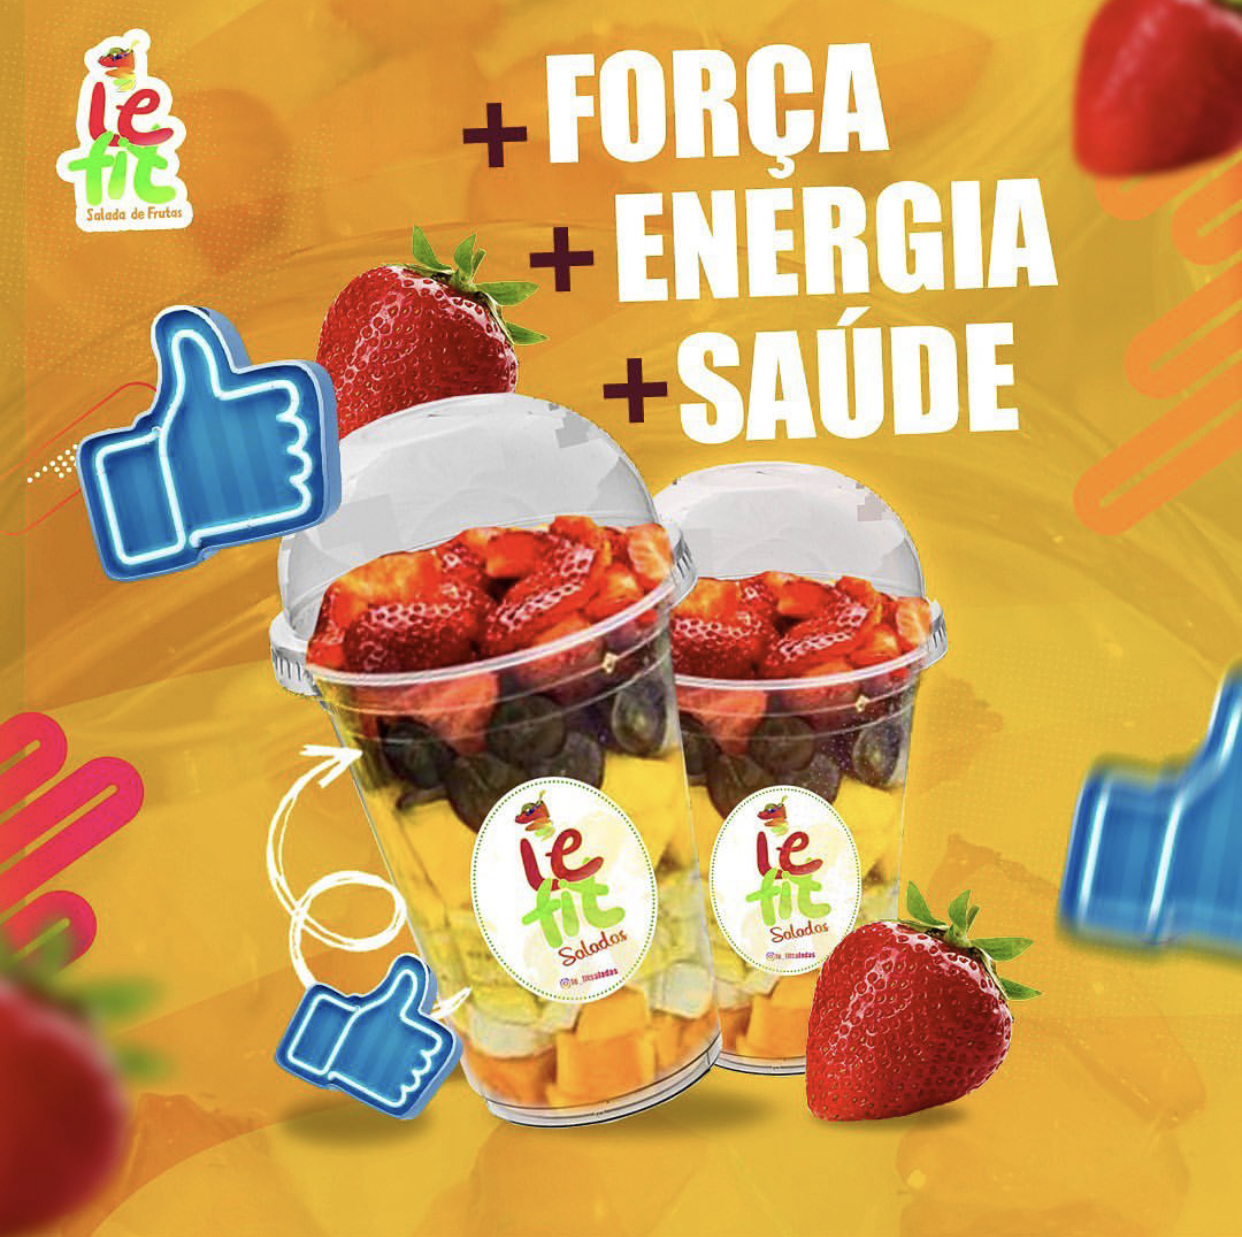 le
fit
Salada de Frutas
+ FORÇA
+ ENERGIA
+ SAÚDE
le
fit
Saladas
le
fit
Saladas